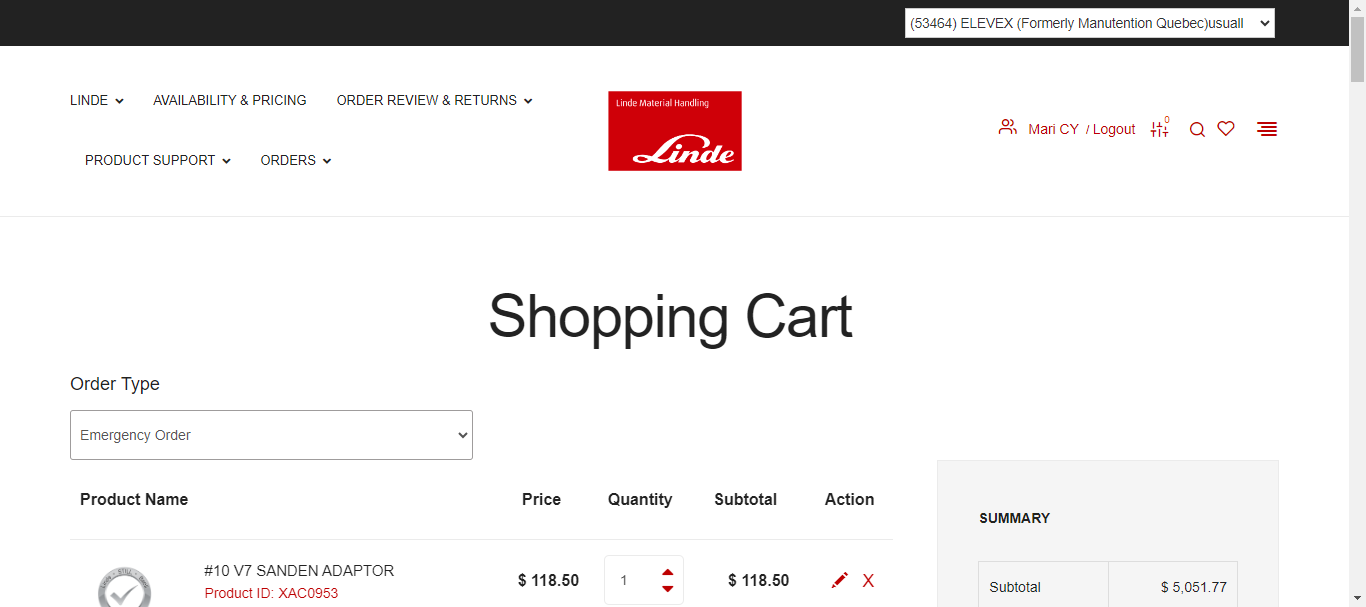 (53464) ELEVEX (Formerly Manutention Quebec)usuall
LINDE
AVAILABILITY & PRICING
ORDER REVIEW & RETURNS
PRODUCT SUPPORT
ORDERS
Linde Material Handling
Linde
Mari CY / Logout
0
Shopping Cart
Order Type
Emergency Order
Product Name Price Quantity Subtotal Action
#10 V7 SANDEN ADAPTOR
Product ID: XAC0953
$ 118.50
1
$ 118.50
X
SUMMARY
Subtotal $ 5,051.77